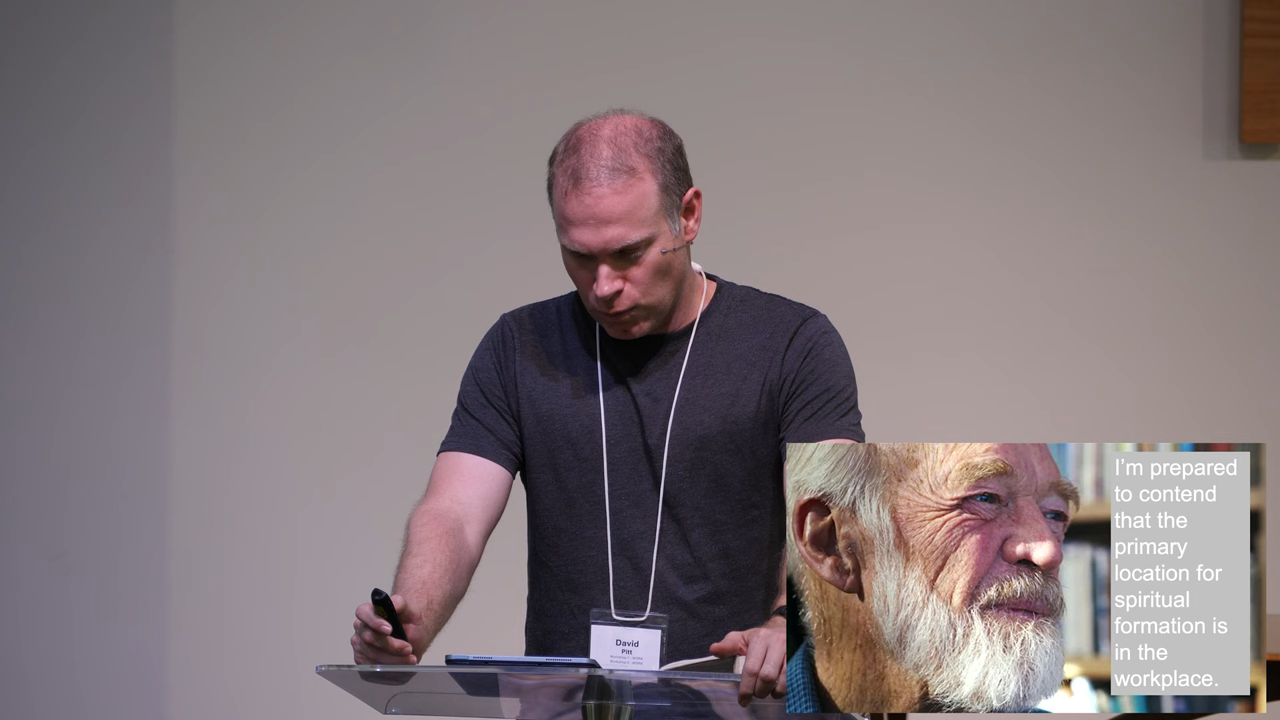 David
Pitt
I'm prepared
to contend
that the
primary
location for
spiritual
formation is
in the
workplace.